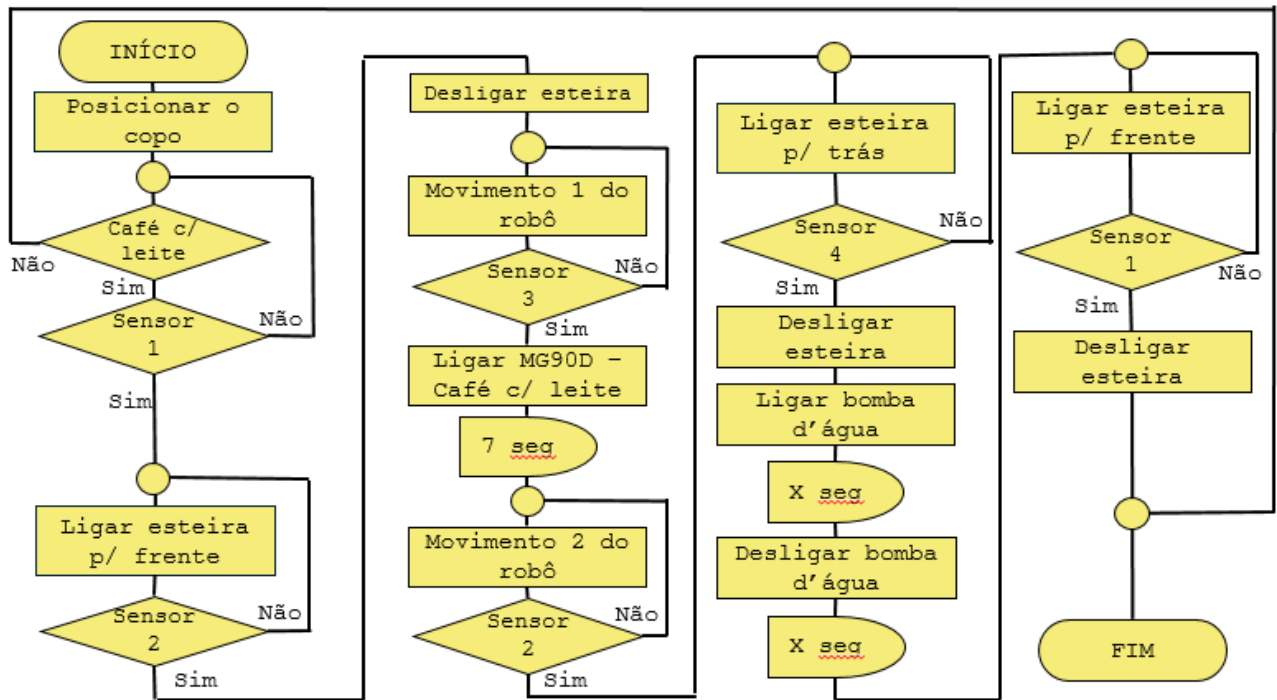 INÍCIO
Posicionar o
copo
Café c/
leite
Não
Sim
Sensor
1
Não
Sim
Ligar esteira
p/ frente
Sensor
2
Não
Sim
Desligar esteira
Movimento 1 do
robô
Sensor
3
Não
Sim
Ligar MG90D –
Café c/ leite
7 seg
Movimento 2 do
robô
Sensor
2
Não
Sim
Ligar esteira
p/ trás
Sensor
4
Não
Sim
Desligar
esteira
Ligar bomba
d’água
X seg
Desligar bomba
d’água
X seg
Ligar esteira
p/ frente
Sensor
1
Não
Sim
Desligar
esteira
FIM